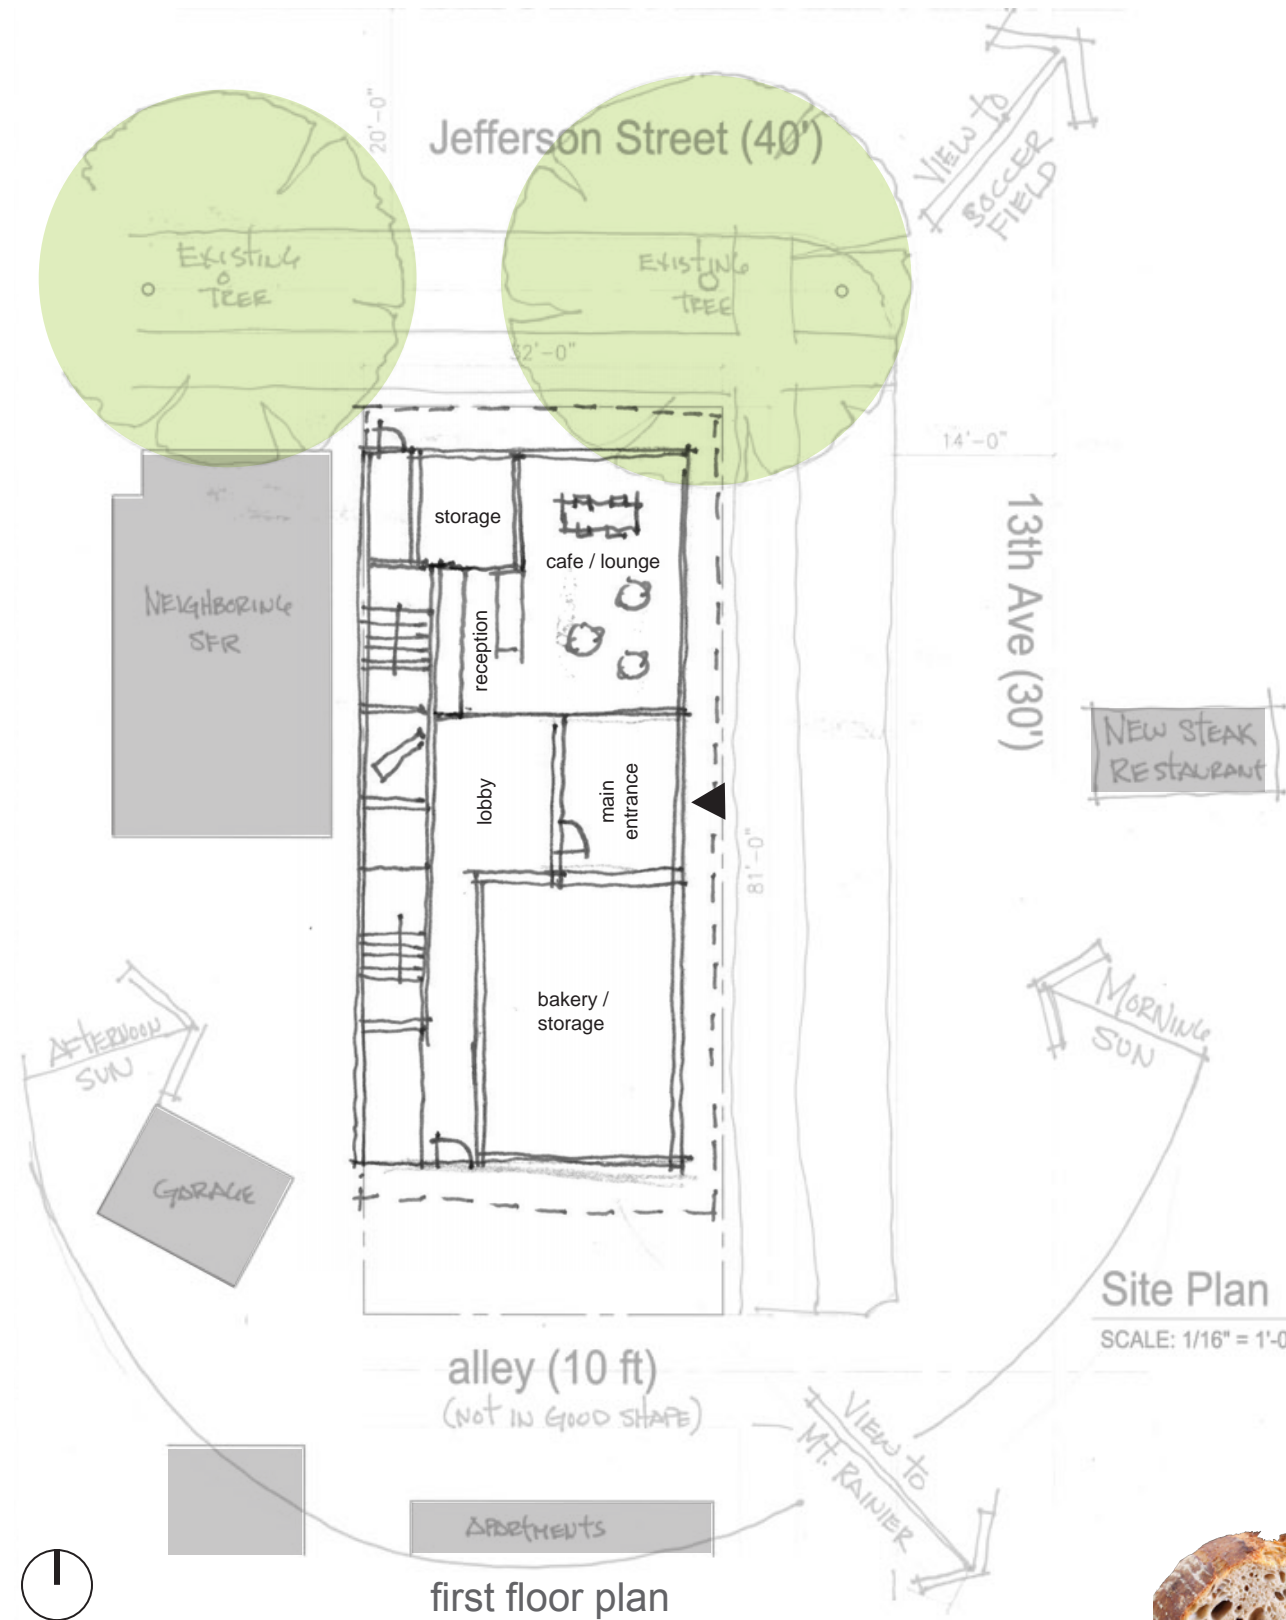 20'-0"
Jefferson Street (40')
VIEW to
SOCCER
FIELD
EXISTING
TREE
EXISTING
TREE
32'-0"
14'-0"
storage
cafe / lounge
NEIGHBORING
SFR
reception
13th Ave (30')
NEW STEAK
RESTAURANT
lobby
main
entrance
81'-0"
bakery /
storage
AFTERNOON
SUN
MORNING
SUN
GARAGE
Site Plan
SCALE: 1/16" = 1'-0
alley (10 ft)
(NOT IN GOOD SHAPE)
VIEW to
MT. RAINIER
APARTMENTS
first floor plan